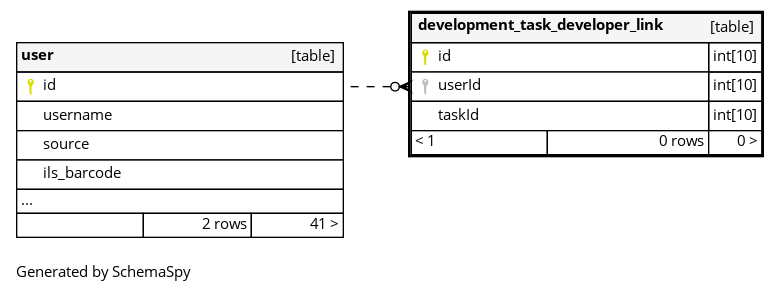 user [table]
id
username
source
ils_barcode
...
2 rows 41 >
development_task_developer_link [table]
id int[10]
userId int[10]
taskId int[10]
< 1 0 rows 0 >
Generated by SchemaSpy